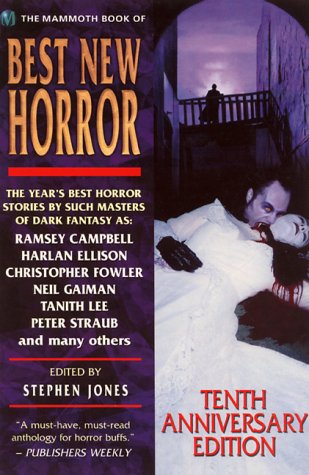 THE MAMMOTH BOOK OF
BEST NEW
HORROR
THE YEAR'S BEST HORROR
STORIES BY SUCH MASTERS
OF DARK FANTASY AS:
RAMSEY CAMPBELL
HARLAN ELLISON
CHRISTOPHER FOWLER
NEIL GAIMAN
TANITH LEE
PETER STRAUB
and many others
EDITED BY
STEPHEN JONES
"A must-have, must-read
anthology for horror buffs."
– PUBLISHERS WEEKLY
TENTH
ANNIVERSARY
EDITION